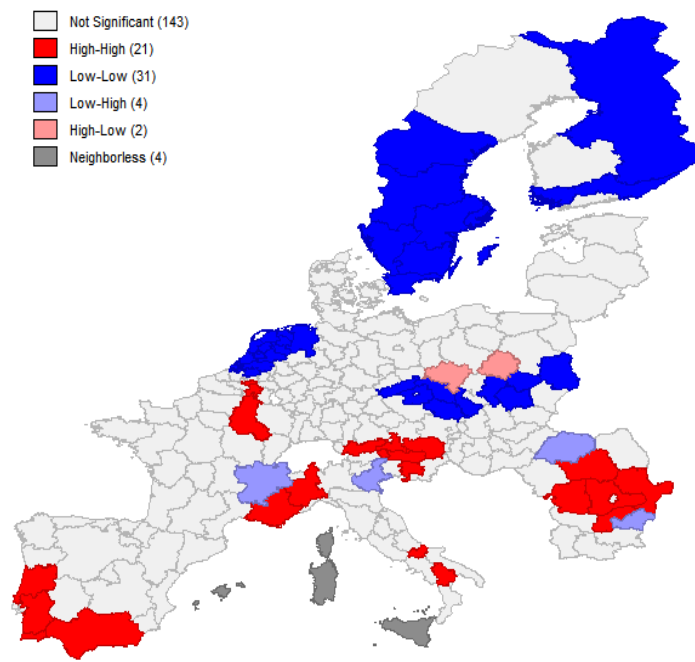 Not Significant (143)
High-High (21)
Low-Low (31)
Low-High (4)
High-Low (2)
Neighborless (4)